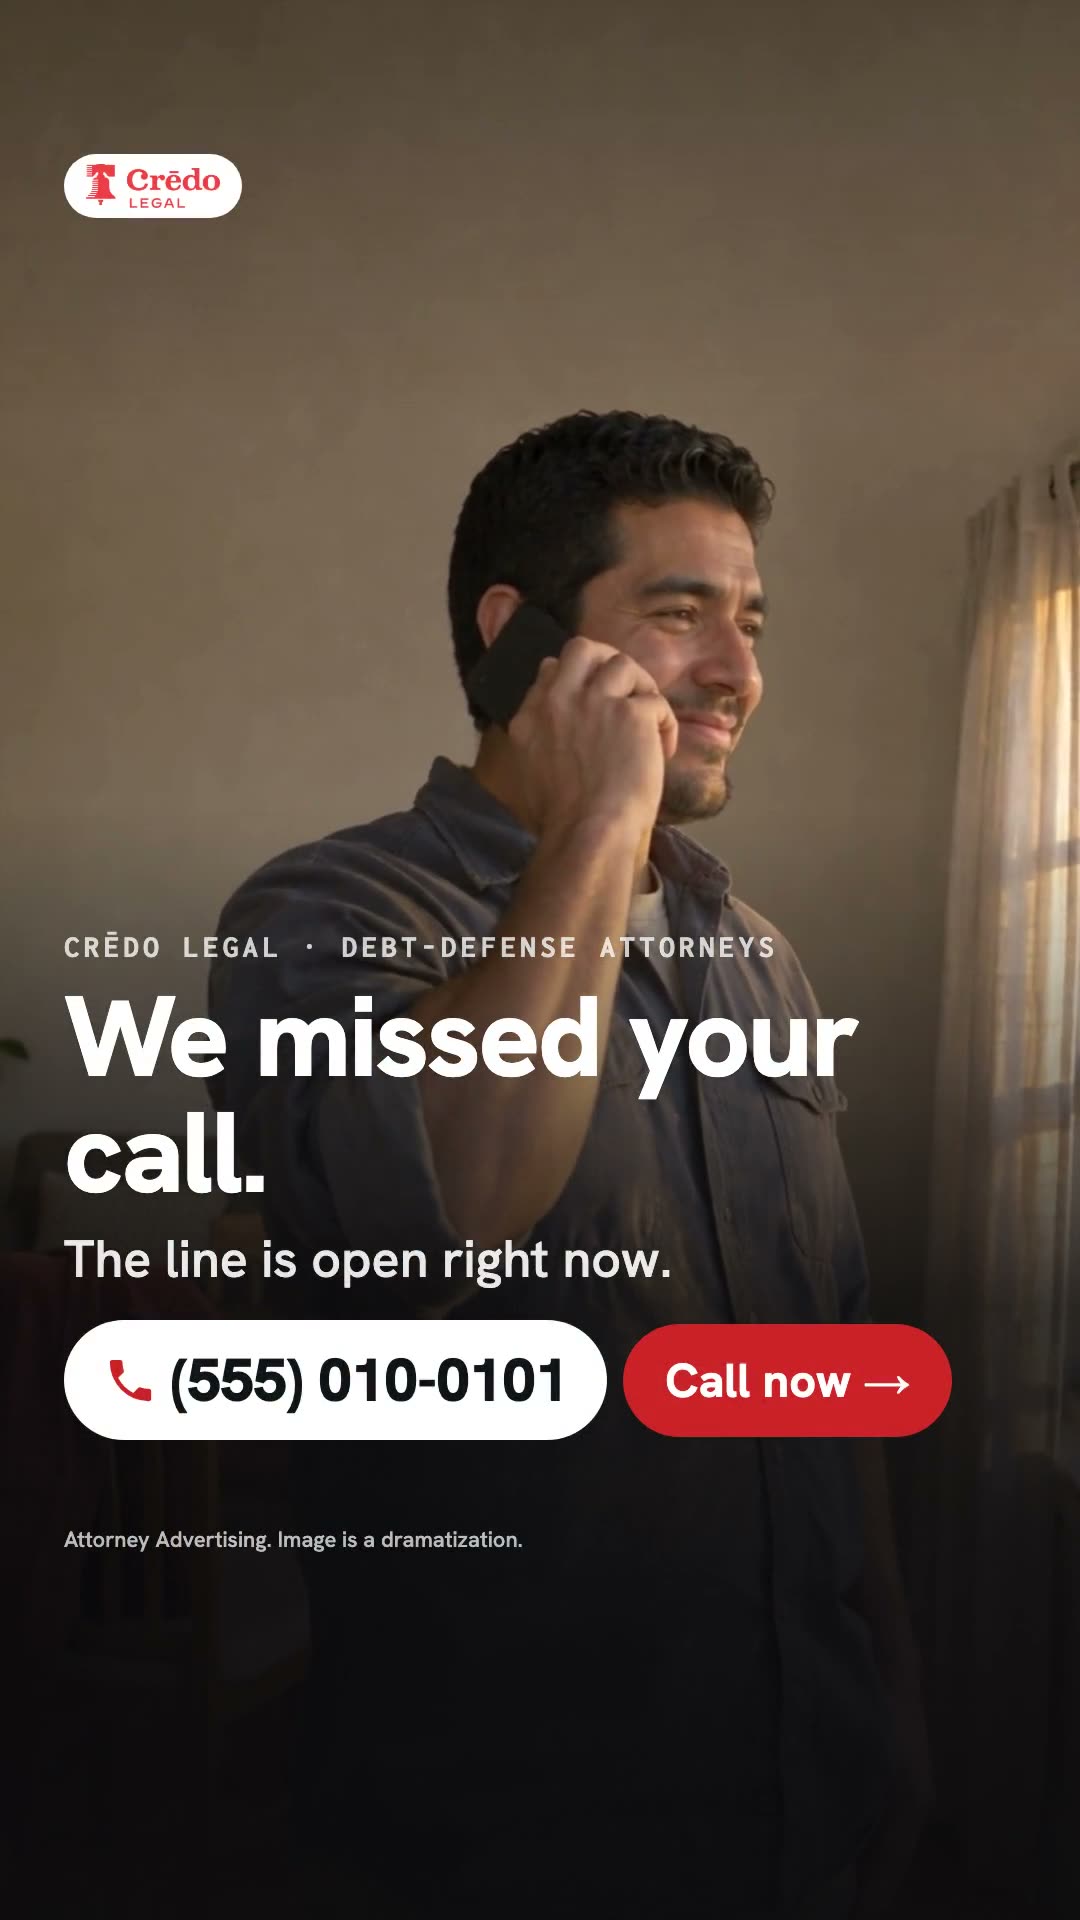 Crēdo
LEGAL
CRĒDO LEGAL · DEBT-DEFENSE ATTORNEYS
We missed your
call.
The line is open right now.
(555) 010-0101
Call now →
Attorney Advertising. Image is a dramatization.